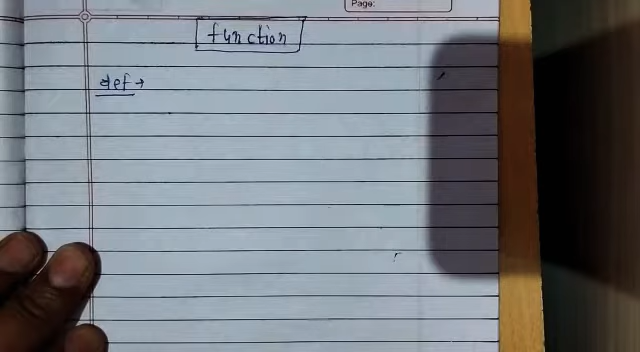 Page:
function
def →